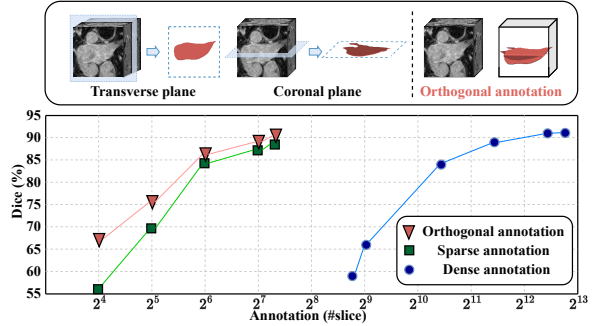 Transverse plane
Coronal plane
Orthogonal annotation
Dice (%)
95
90
85
80
75
70
65
60
55
Orthogonal annotation
Sparse annotation
Dense annotation
2^4 2^5 2^6 2^7 2^8 2^9 2^10 2^11 2^12 2^13
Annotation (#slice)